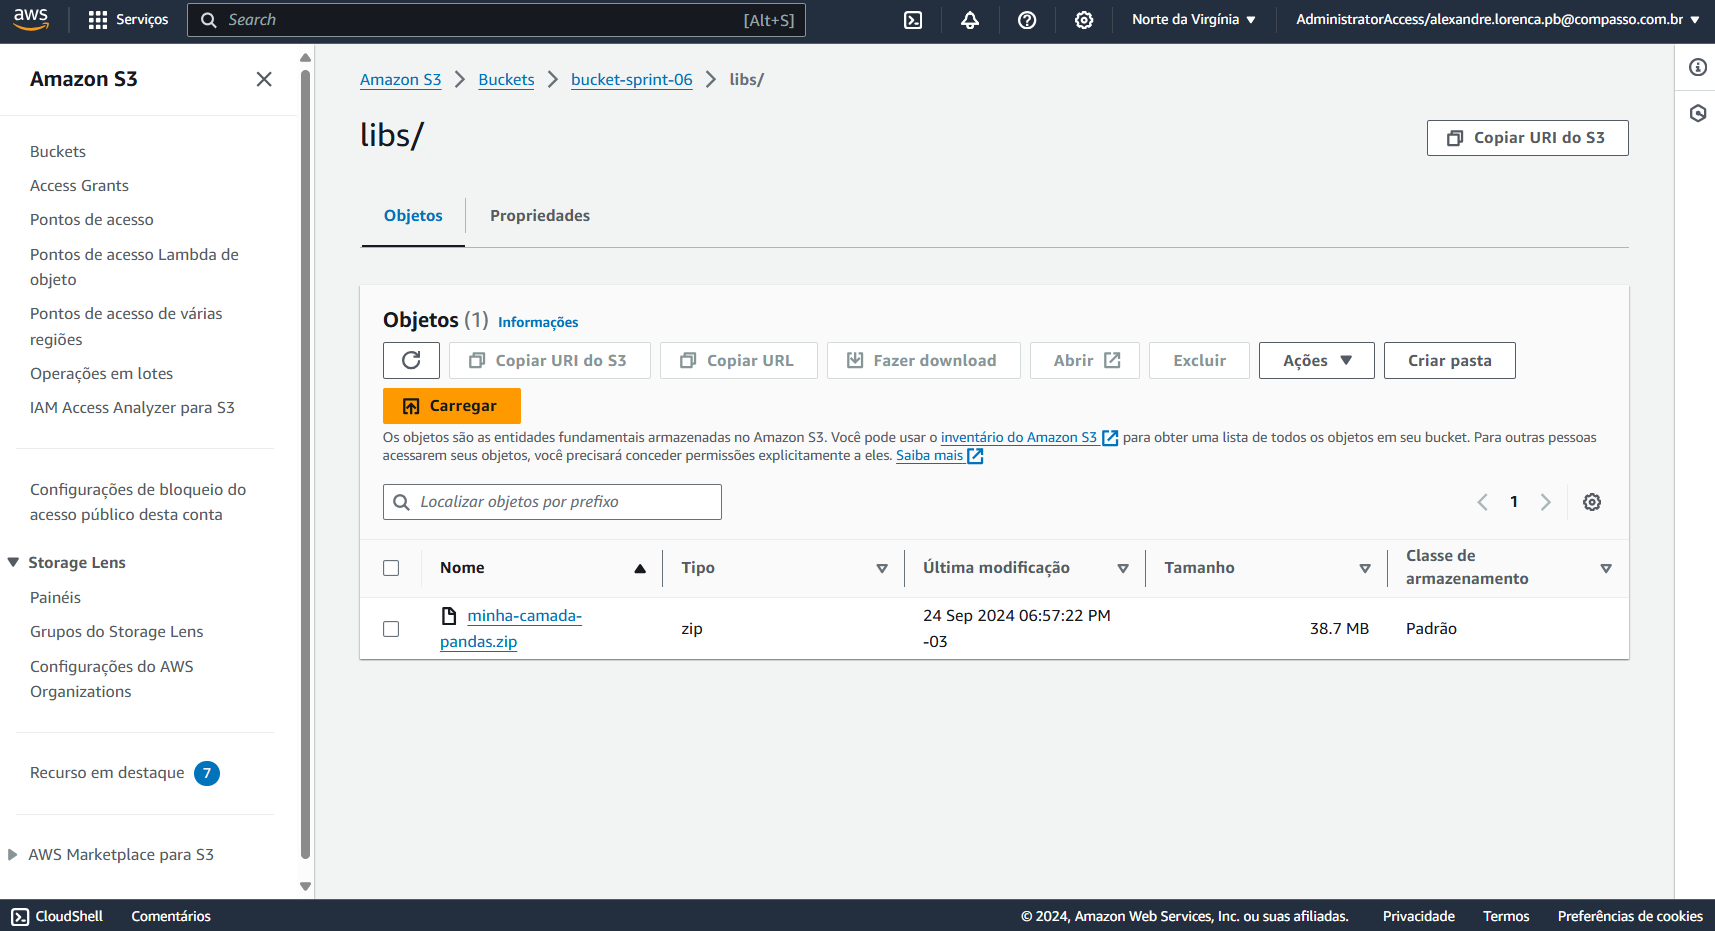 aws
Serviços
Search [Alt+S]
Norte da Virgínia
AdministratorAccess/alexandre.lorenca.pb@compasso.com.br
Amazon S3
Buckets
Access Grants
Pontos de acesso
Pontos de acesso Lambda de
objeto
Pontos de acesso de várias
regiões
Operações em lotes
IAM Access Analyzer para S3
Configurações de bloqueio do
acesso público desta conta
Storage Lens
Painéis
Grupos do Storage Lens
Configurações do AWS
Organizations
Recurso em destaque 7
AWS Marketplace para S3
Amazon S3 Buckets bucket-sprint-06 libs/
libs/
Copiar URI do S3
Objetos Propriedades
Objetos (1) Informações
Copiar URI do S3 Copiar URL Fazer download Abrir Excluir Ações Criar pasta
Carregar
Os objetos são as entidades fundamentais armazenadas no Amazon S3. Você pode usar o inventário do Amazon S3 para obter uma lista de todos os objetos em seu bucket. Para outras pessoas
acessarem seus objetos, você precisará conceder permissões explicitamente a eles. Saiba mais
Localizar objetos por prefixo
1
Nome Tipo Última modificação Tamanho Classe de
armazenamento
minha-camada-
pandas.zip
zip
24 Sep 2024 06:57:22 PM
-03
38.7 MB
Padrão
CloudShell Comentários © 2024, Amazon Web Services, Inc. ou suas afiliadas. Privacidade Termos Preferências de cookies